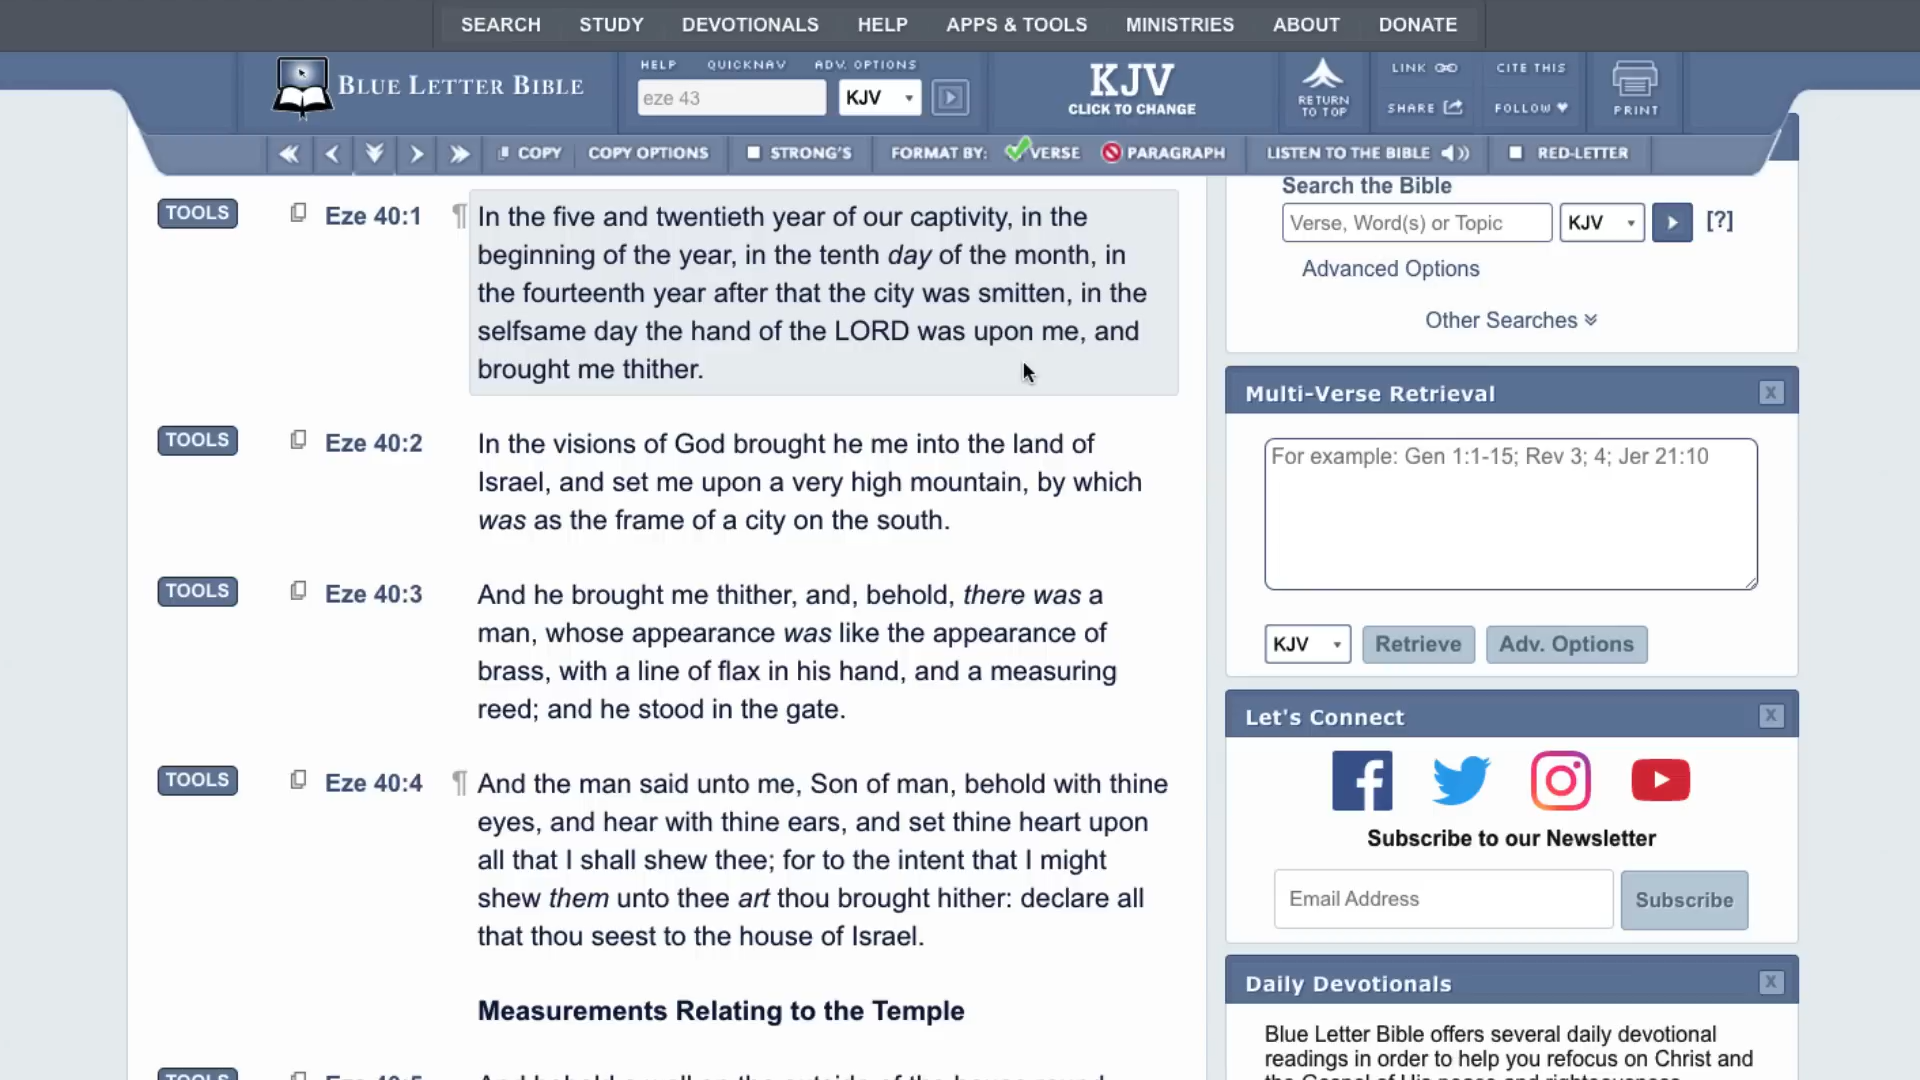 SEARCH STUDY DEVOTIONALS HELP APPS & TOOLS MINISTRIES ABOUT DONATE
BLUE LETTER BIBLE
HELP QUICKNAV ADV. OPTIONS
eze 43 KJV
KJV
CLICK TO CHANGE
RETURN
TO TOP
LINK CITE THIS
SHARE FOLLOW
PRINT
COPY COPY OPTIONS STRONG'S FORMAT BY: VERSE PARAGRAPH LISTEN TO THE BIBLE RED-LETTER
TOOLS Eze 40:1 ¶ In the five and twentieth year of our captivity, in the
beginning of the year, in the tenth day of the month, in
the fourteenth year after that the city was smitten, in the
selfsame day the hand of the LORD was upon me, and
brought me thither.
TOOLS Eze 40:2 In the visions of God brought he me into the land of
Israel, and set me upon a very high mountain, by which
was as the frame of a city on the south.
TOOLS Eze 40:3 And he brought me thither, and, behold, there was a
man, whose appearance was like the appearance of
brass, with a line of flax in his hand, and a measuring
reed; and he stood in the gate.
TOOLS Eze 40:4 ¶ And the man said unto me, Son of man, behold with thine
eyes, and hear with thine ears, and set thine heart upon
all that I shall shew thee; for to the intent that I might
shew them unto thee art thou brought hither: declare all
that thou seest to the house of Israel.
Measurements Relating to the Temple
TOOLS
Search the Bible
Verse, Word(s) or Topic KJV [?]
Advanced Options
Other Searches
Multi-Verse Retrieval X
For example: Gen 1:1-15; Rev 3; 4; Jer 21:10
KJV Retrieve Adv. Options
Let's Connect X
Subscribe to our Newsletter
Email Address Subscribe
Daily Devotionals X
Blue Letter Bible offers several daily devotional
readings in order to help you refocus on Christ and